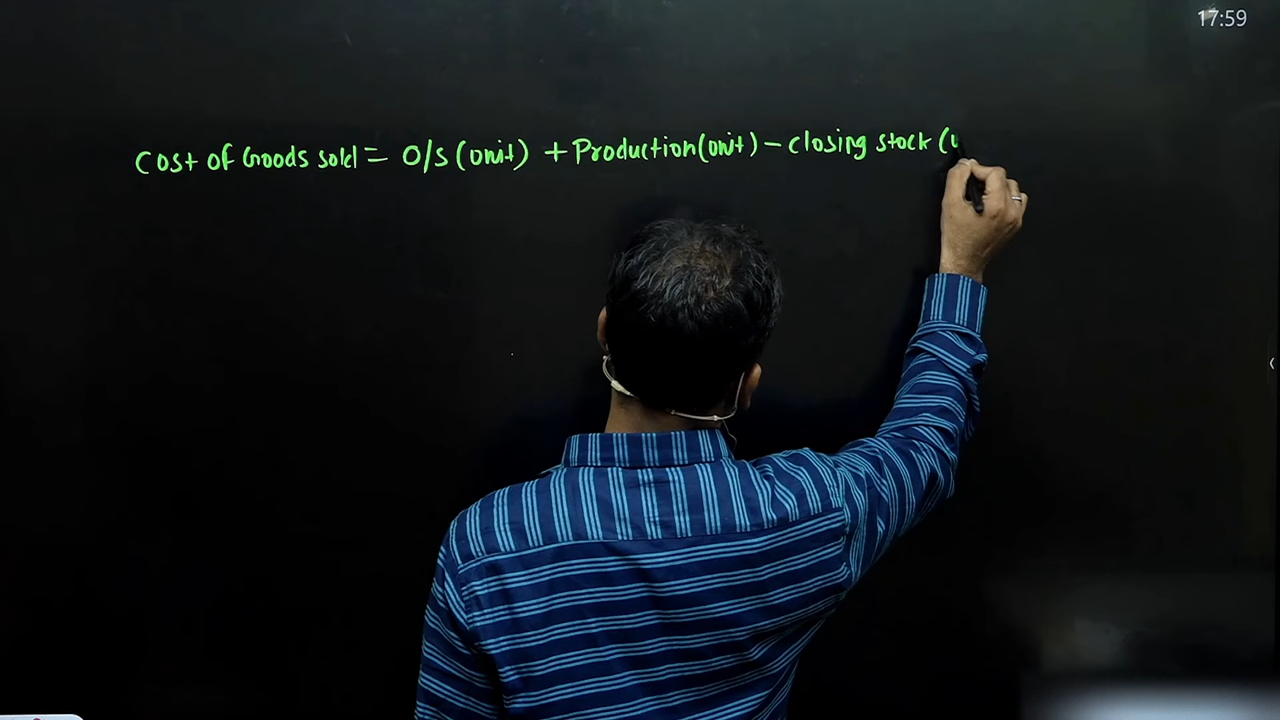 17:59
Cost of Goods sold = O/S (unit) + Production (unit) - closing stock (u